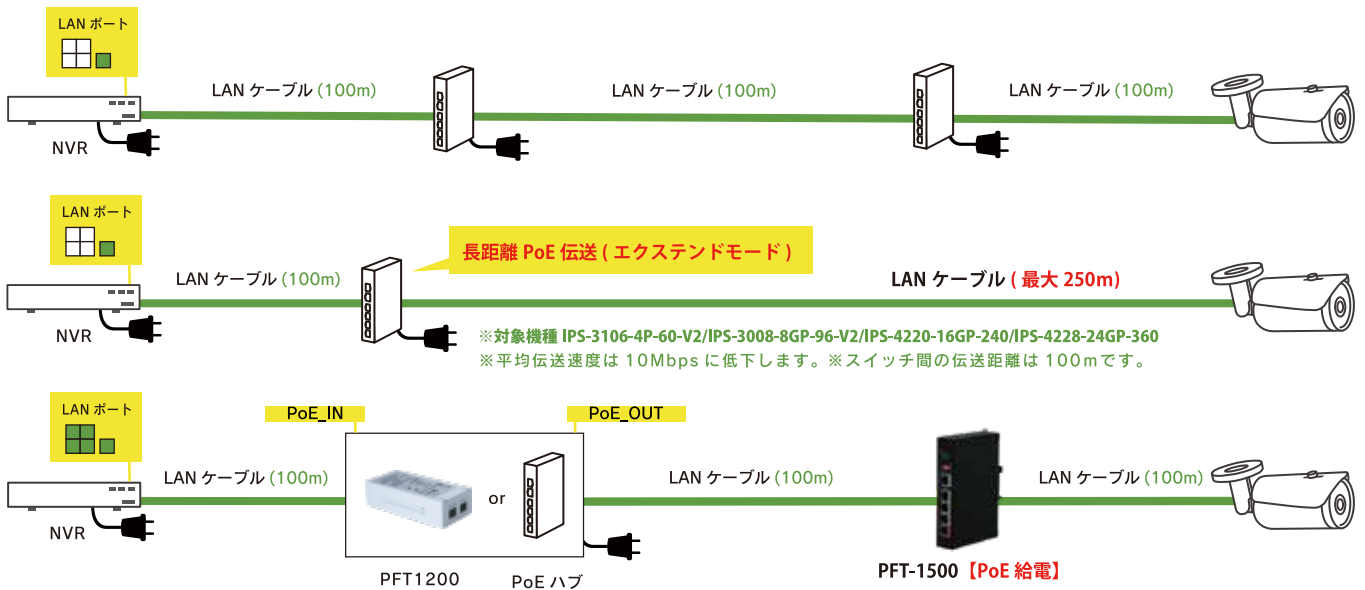 LAN ポート
LAN ケーブル (100m)
LAN ケーブル (100m)
LAN ケーブル (100m)
NVR
LAN ポート
長距離 PoE 伝送 ( エクステンドモード )
LAN ケーブル (100m)
LAN ケーブル ( 最大 250m)
NVR
※対象機種 IPS-3106-4P-60-V2/IPS-3008-8GP-96-V2/IPS-4220-16GP-240/IPS-4228-24GP-360
※平均伝送速度は 10Mbps に低下します。※スイッチ間の伝送距離は 100m です。
LAN ポート
PoE_IN
PoE_OUT
LAN ケーブル (100m)
LAN ケーブル (100m)
LAN ケーブル (100m)
or
NVR
PFT1200
PoE ハブ
PFT-1500【PoE 給電】